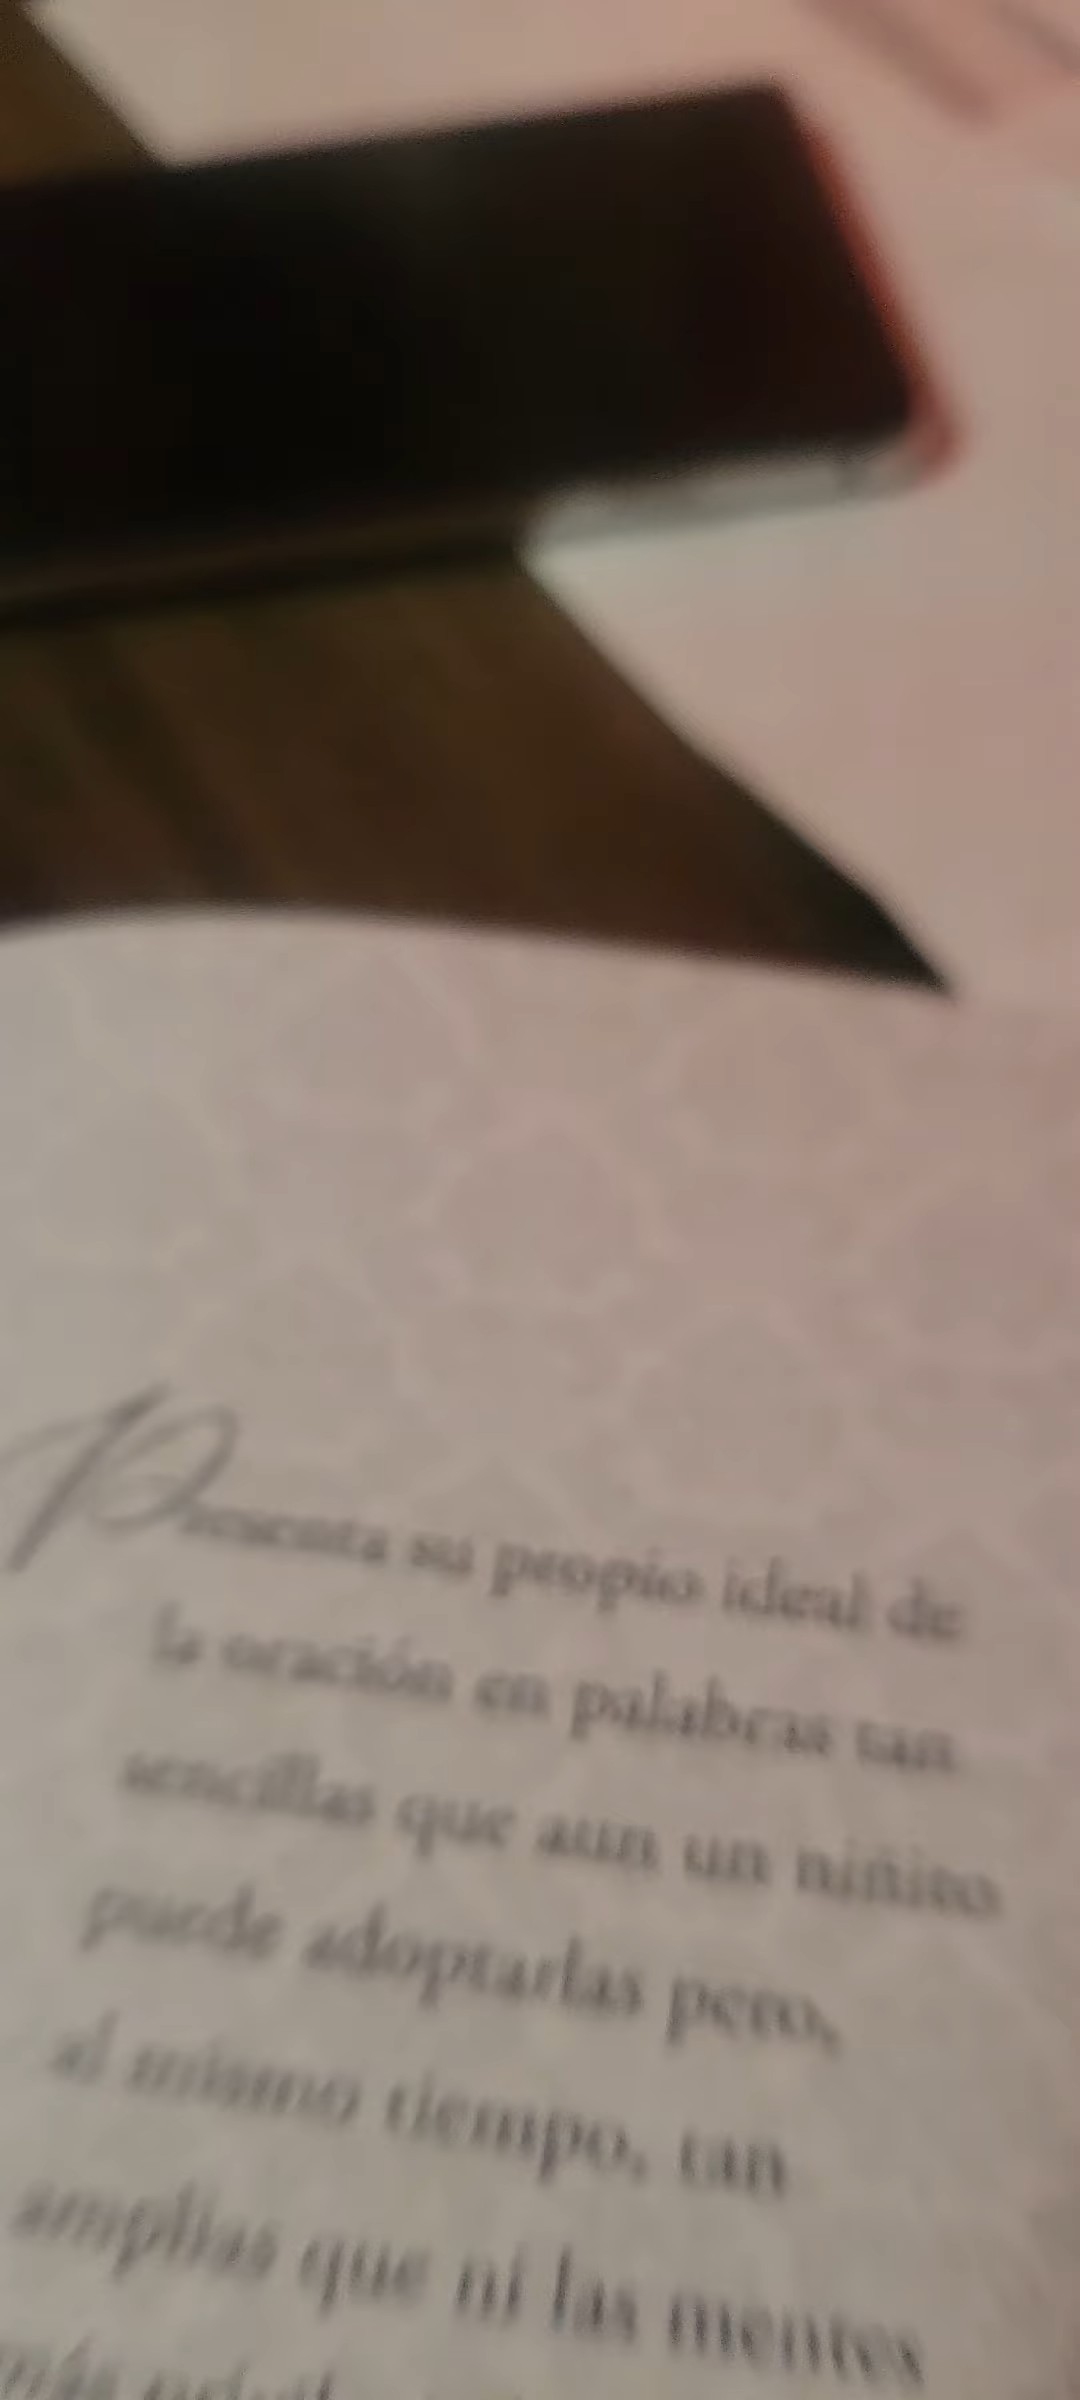 Presenta su propio ideal de
la oración en palabras tan
sencillas que aun un niñito
puede adoptarlas pero,
al mismo tiempo, tan
amplias que ni las mentes
más